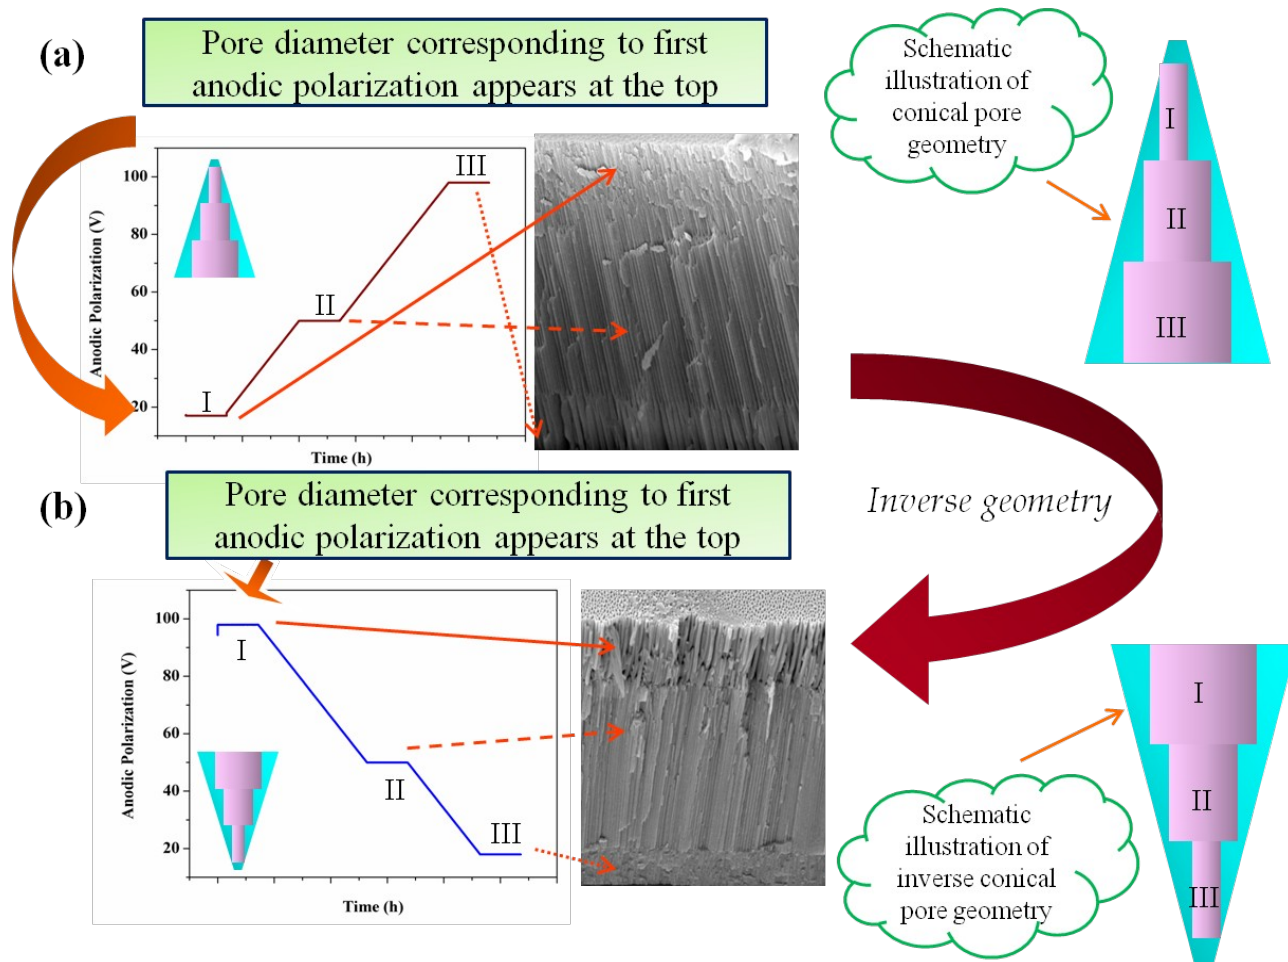 (a)
Pore diameter corresponding to first
anodic polarization appears at the top
Schematic
illustration of
conical pore
geometry
I
II
III
Anodic Polarization (V)
100
80
60
40
20
I
II
III
Time (h)
Inverse geometry
(b)
Pore diameter corresponding to first
anodic polarization appears at the top
Anodic Polarization (V)
100
80
60
40
20
I
II
III
Time (h)
I
II
III
Schematic
illustration of
inverse conical
pore geometry